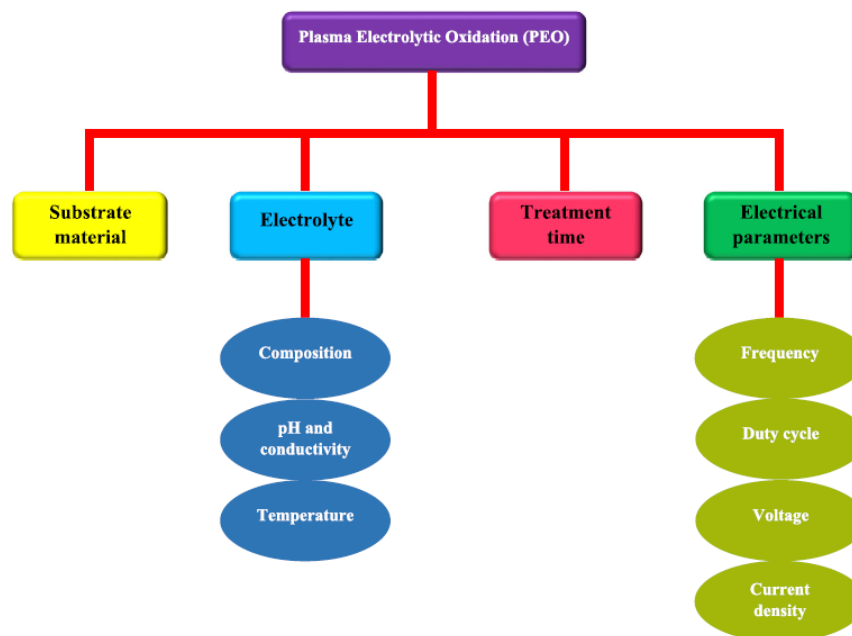 Plasma Electrolytic Oxidation (PEO)
Substrate
material
Electrolyte
Treatment
time
Electrical
parameters
Composition
pH and
conductivity
Temperature
Frequency
Duty cycle
Voltage
Current
density